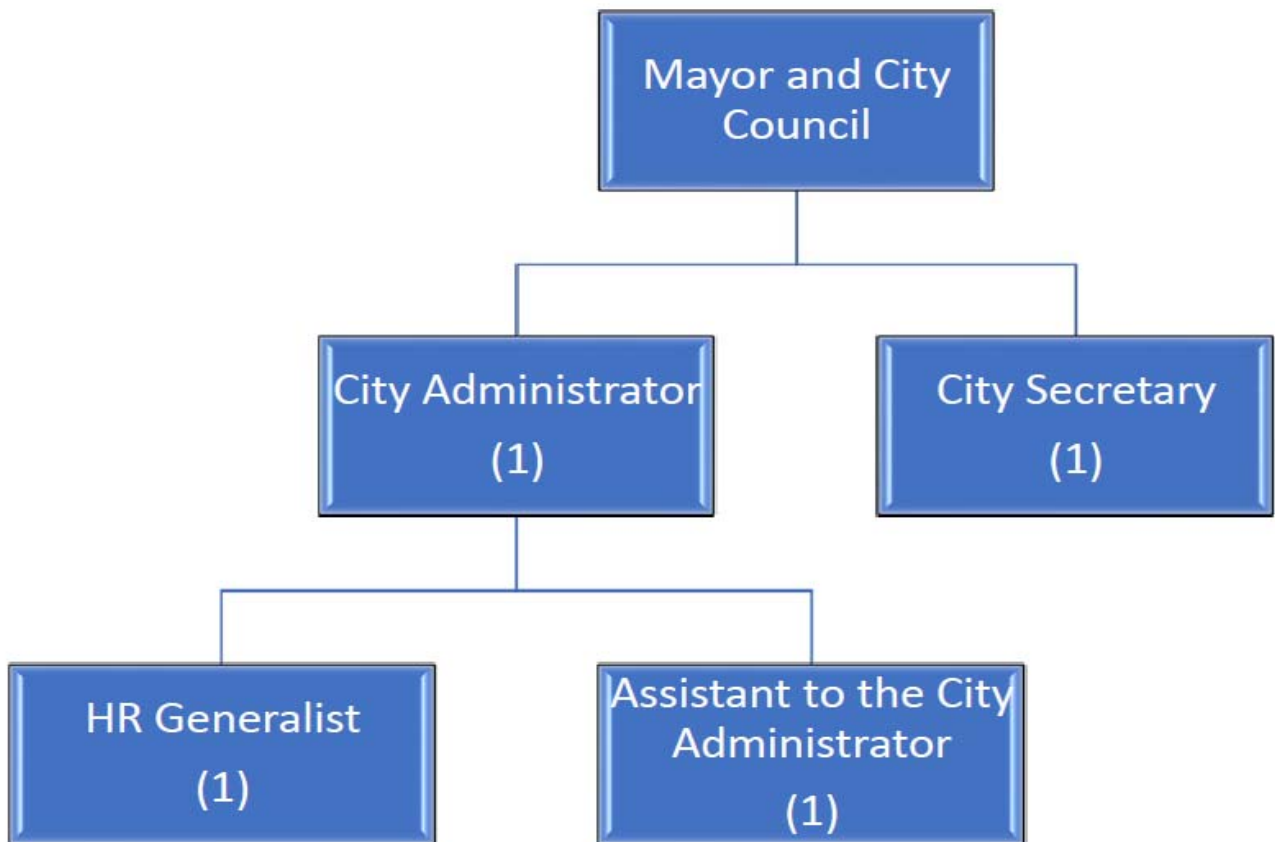 Mayor and City
Council
City Administrator
(1)
City Secretary
(1)
HR Generalist
(1)
Assistant to the City
Administrator
(1)